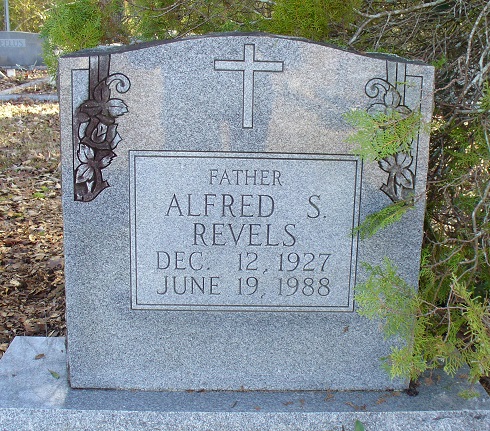 FATHER
ALFRED S.
REVELS
DEC. 12, 1927
JUNE 19, 1988